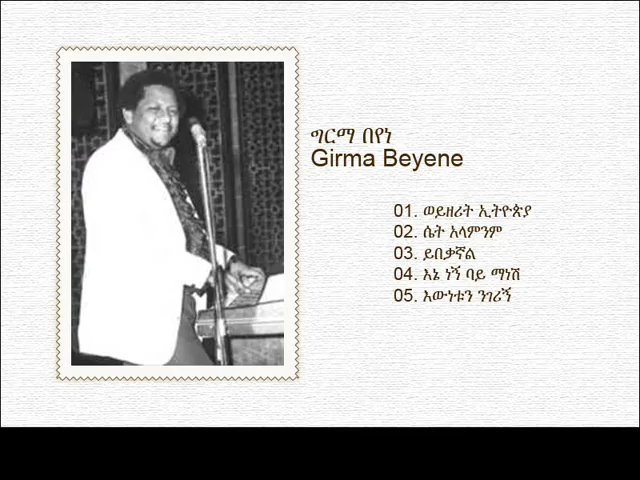 ግርማ በየነ
Girma Beyene
01. ወይዘሪት ኢትዮጵያ
02. ሴት አላምንም
03. ይበቃኛል
04. እኔ ነኝ ባይ ማነሽ
05. እውነቱን ንገሪኝ